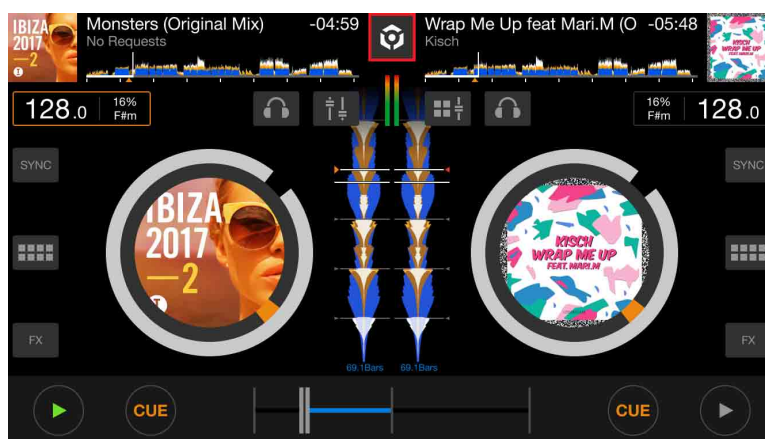 IBIZA
2017
—2
Monsters (Original Mix)
-04:59
No Requests
Wrap Me Up feat Mari.M (O
-05:48
Kisch
KISCH
WRAP ME UP
FEAT. MARI.M
128.0
16%
F#m
16%
F#m
128.0
SYNC
SYNC
IBIZA
2017
—2
KISCH
WRAP ME UP
FEAT. MARI.M
FX
FX
69.1Bars
69.1Bars
CUE
CUE